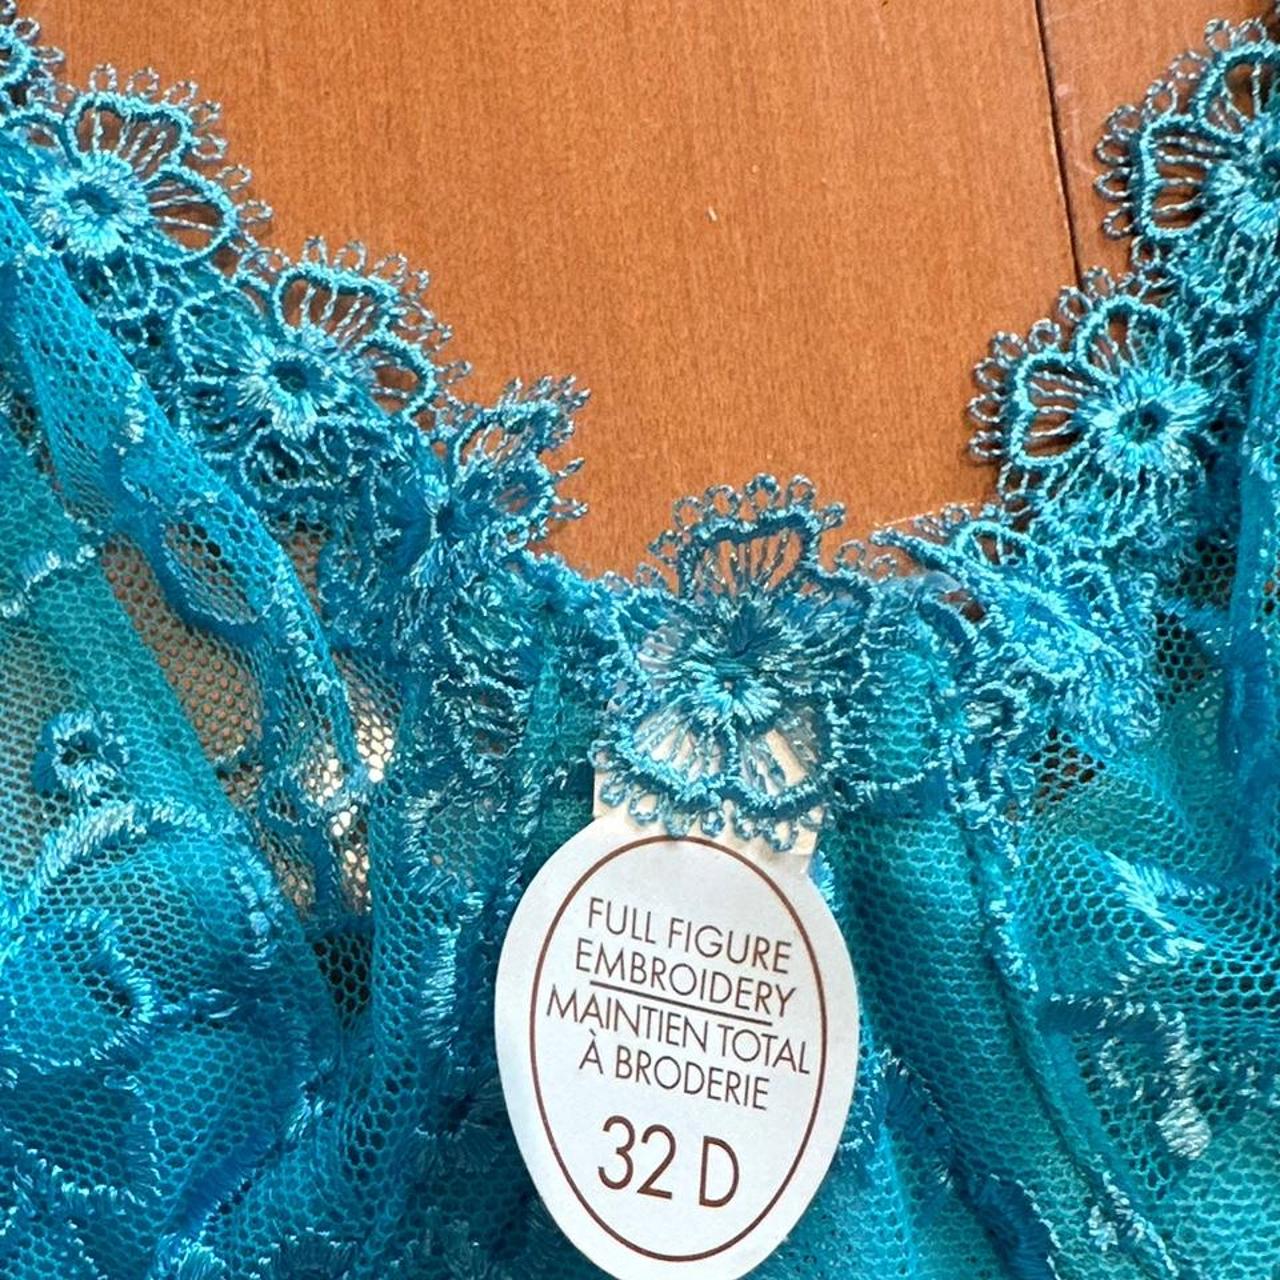 FULL FIGURE
EMBROIDERY
MAINTIEN TOTAL
À BRODERIE
32 D